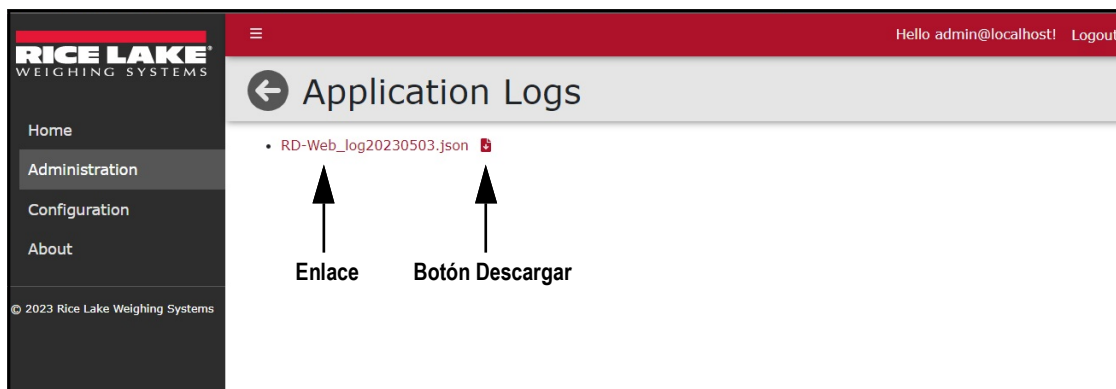 RICE LAKE®
WEIGHING SYSTEMS
Home
Administration
Configuration
About
© 2023 Rice Lake Weighing Systems
Hello admin@localhost! Logout
Application Logs
• RD-Web_log20230503.json
Enlace Botón Descargar